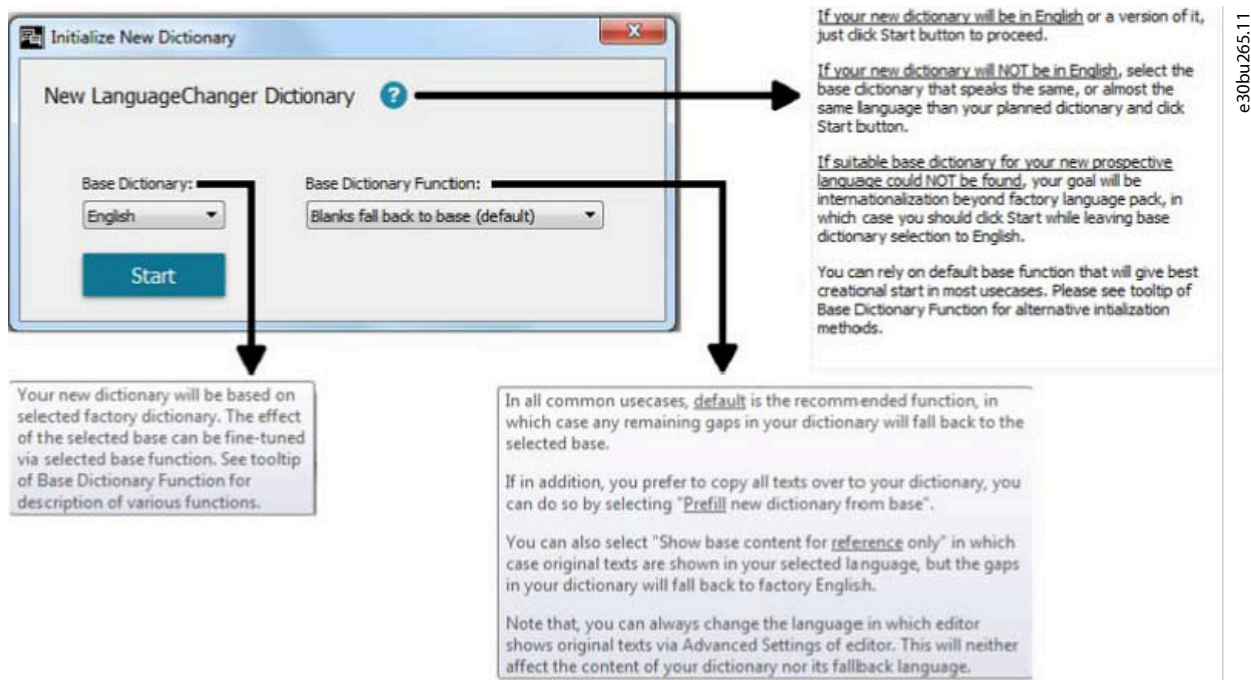 Initialize New Dictionary
New LanguageChanger Dictionary ?
Base Dictionary:
Base Dictionary Function:
English
Blanks fall back to base (default)
Start
If your new dictionary will be in English or a version of it,
just click Start button to proceed.
If your new dictionary will NOT be in English, select the
base dictionary that speaks the same, or almost the
same language than your planned dictionary and click
Start button.
If suitable base dictionary for your new prospective
language could NOT be found, your goal will be
internationalization beyond factory language pack, in
which case you should click Start while leaving base
dictionary selection to English.
You can rely on default base function that will give best
creational start in most usecases. Please see tooltip of
Base Dictionary Function for alternative intialization
methods.
e30bu265.11
Your new dictionary will be based on
selected factory dictionary. The effect
of the selected base can be fine-tuned
via selected base function. See tooltip
of Base Dictionary Function for
description of various functions.
In all common usecases, default is the recommended function, in
which case any remaining gaps in your dictionary will fall back to the
selected base.
If in addition, you prefer to copy all texts over to your dictionary, you
can do so by selecting "Prefill new dictionary from base".
You can also select "Show base content for reference only" in which
case original texts are shown in your selected language, but the gaps
in your dictionary will fall back to factory English.
Note that, you can always change the language in which editor
shows original texts via Advanced Settings of editor. This will neither
affect the content of your dictionary nor its fallback language.